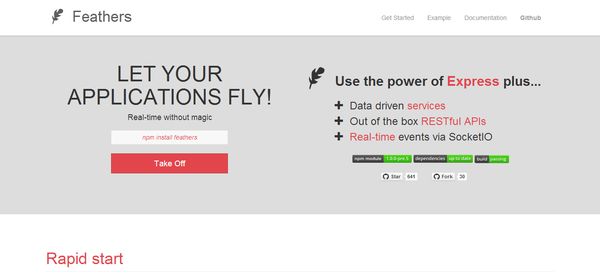 Feathers
Get Started Example Documentation Github
LET YOUR
APPLICATIONS FLY!
Real-time without magic
npm install feathers
Take Off
Use the power of Express plus...
Data driven services
Out of the box RESTful APIs
Real-time events via SocketIO
npm module 1.0.0-pre.5 dependencies up to date build passing
Star 641 Fork 30
Rapid start